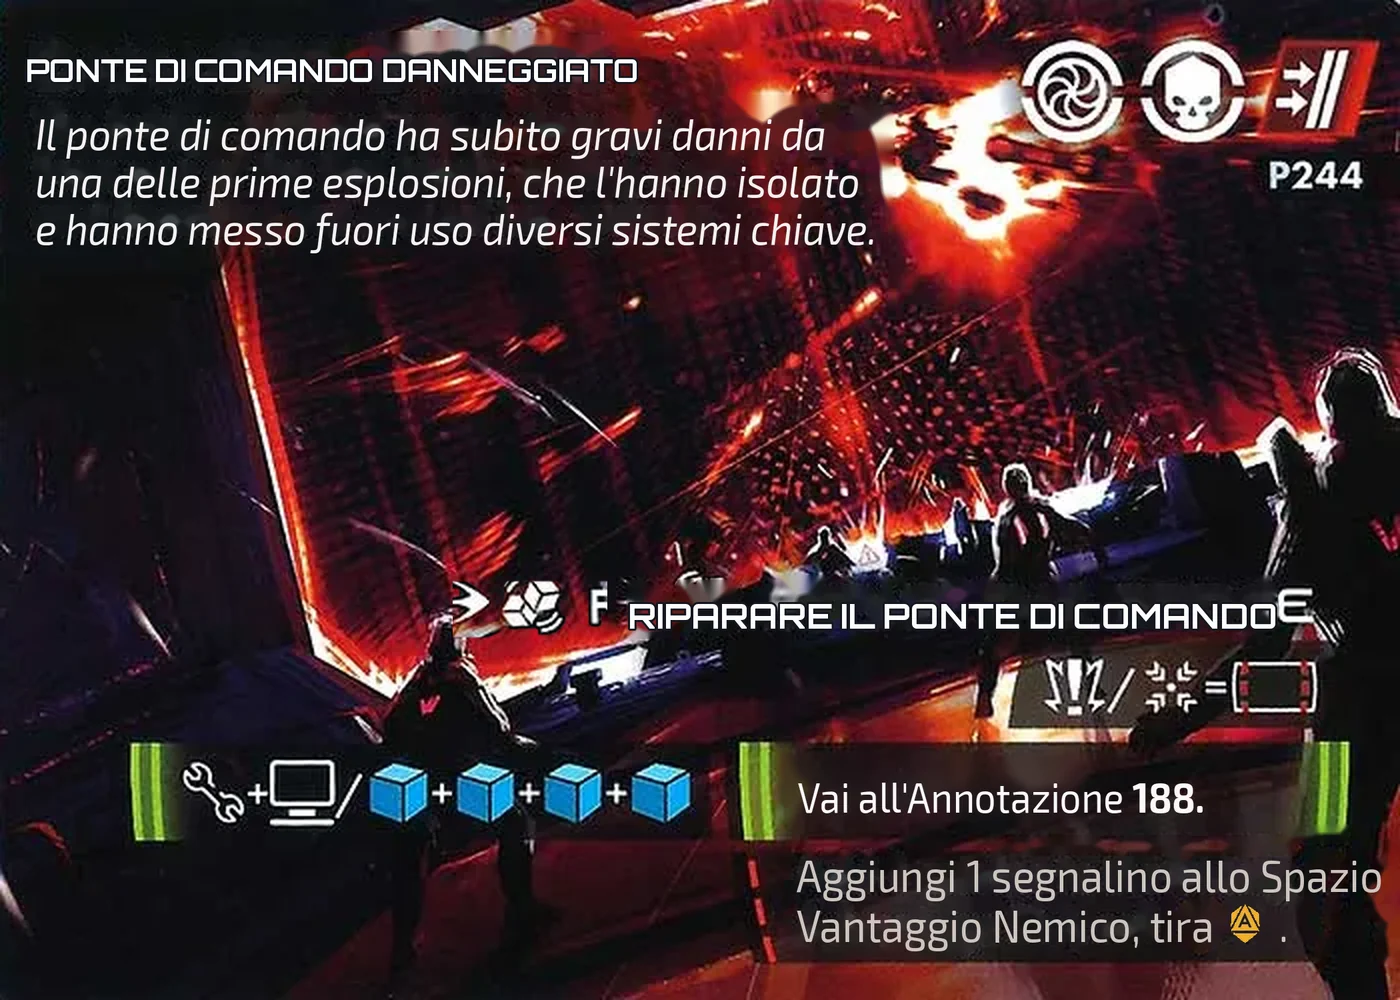 PONTE DI COMANDO DANNEGGIATO
Il ponte di comando ha subito gravi danni da
una delle prime esplosioni, che l'hanno isolato
e hanno messo fuori uso diversi sistemi chiave.
P244
F RIPARARE IL PONTE DI COMANDOE
Vai all'Annotazione 188.
Aggiungi 1 segnalino allo Spazio
Vantaggio Nemico, tira A .